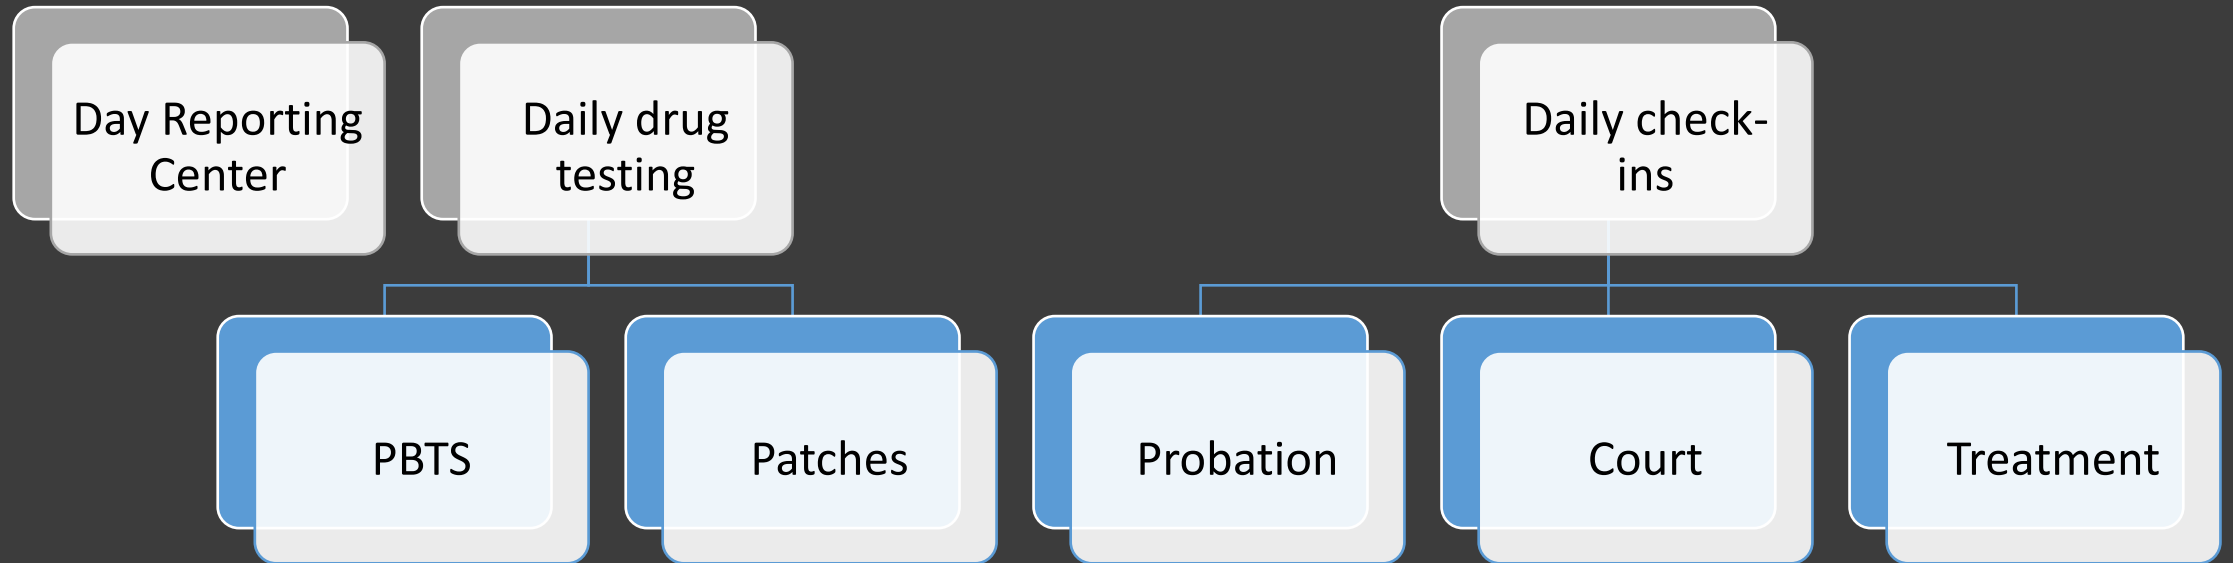 Day Reporting
Center
Daily drug
testing
Daily check-
ins
PBTS
Patches
Probation
Court
Treatment